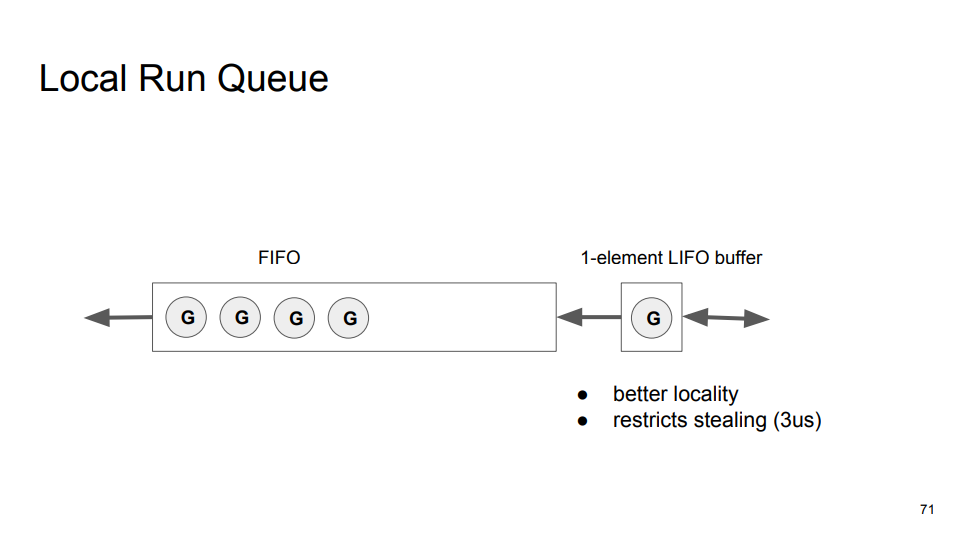 Local Run Queue
FIFO
1-element LIFO buffer
G G G G
G
● better locality
● restricts stealing (3us)
71